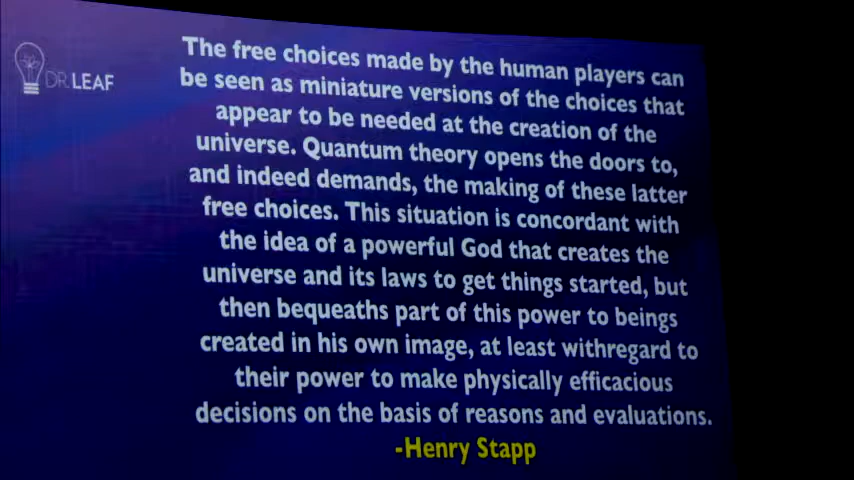 DR.LEAF
The free choices made by the human players can
be seen as miniature versions of the choices that
appear to be needed at the creation of the
universe. Quantum theory opens the doors to,
and indeed demands, the making of these latter
free choices. This situation is concordant with
the idea of a powerful God that creates the
universe and its laws to get things started, but
then bequeaths part of this power to beings
created in his own image, at least withregard to
their power to make physically efficacious
decisions on the basis of reasons and evaluations.
-Henry Stapp